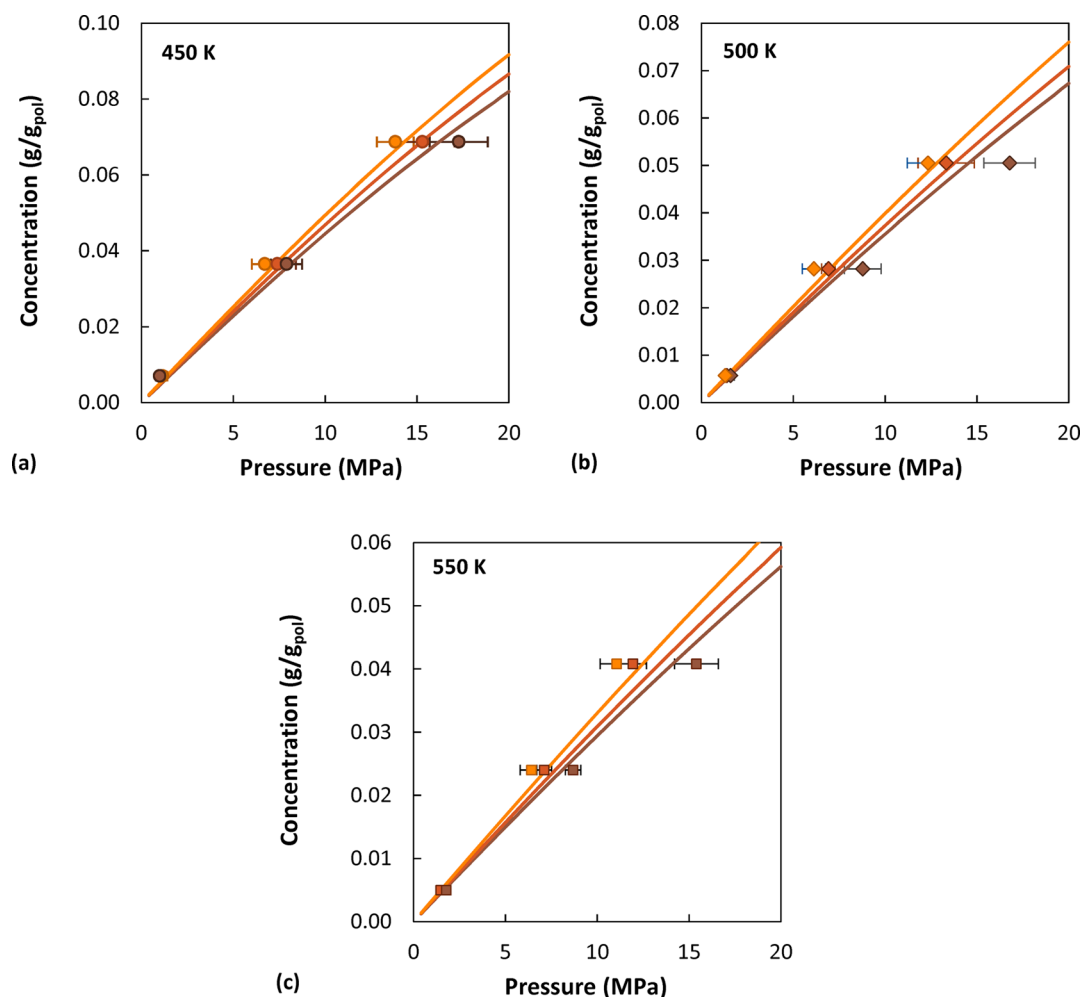 450 K
Concentration (g/gpol)
0.10
0.08
0.06
0.04
0.02
0.00
0 5 10 15 20
Pressure (MPa)
(a)
500 K
Concentration (g/gpol)
0.08
0.07
0.06
0.05
0.04
0.03
0.02
0.01
0.00
0 5 10 15 20
Pressure (MPa)
(b)
550 K
Concentration (g/gpol)
0.06
0.05
0.04
0.03
0.02
0.01
0.00
0 5 10 15 20
Pressure (MPa)
(c)